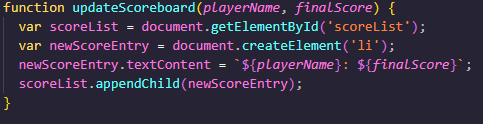 function updateScoreboard(playerName, finalScore) {
  var scoreList = document.getElementById('scoreList');
  var newScoreEntry = document.createElement('li');
  newScoreEntry.textContent = `${playerName}: ${finalScore}`;
  scoreList.appendChild(newScoreEntry);
}